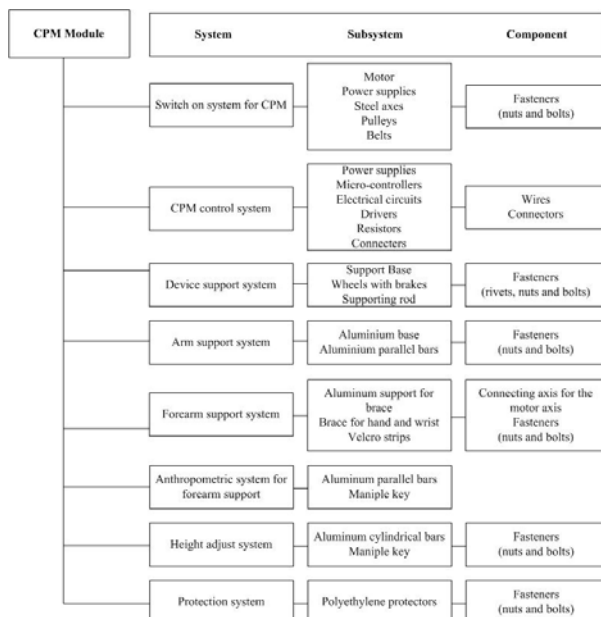 CPM Module
System
Subsystem
Component
Switch on system for CPM
Motor
Power supplies
Steel axes
Pulleys
Belts
Fasteners
(nuts and bolts)
CPM control system
Power supplies
Micro-controllers
Electrical circuits
Drivers
Resistors
Connecters
Wires
Connectors
Device support system
Support Base
Wheels with brakes
Supporting rod
Fasteners
(rivets, nuts and bolts)
Arm support system
Aluminium base
Aluminium parallel bars
Fasteners
(nuts and bolts)
Forearm support system
Aluminum support for
brace
Brace for hand and wrist
Velcro strips
Connecting axis for the
motor axis
Fasteners
(nuts and bolts)
Anthropometric system for
forearm support
Aluminum parallel bars
Maniple key
Height adjust system
Aluminum cylindrical bars
Maniple key
Fasteners
(nuts and bolts)
Protection system
Polyethylene protectors
Fasteners
(nuts and bolts)